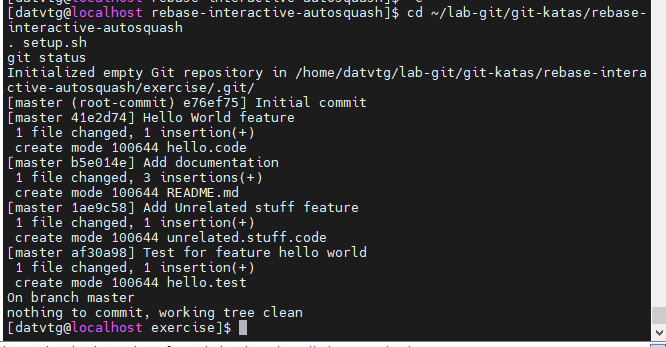 [datvtg@localhost rebase-interactive-autosquash]$ cd ~/lab-git/git-katas/rebase-
interactive-autosquash
. setup.sh
git status
Initialized empty Git repository in /home/datvtg/lab-git/git-katas/rebase-intera
ctive-autosquash/exercise/.git/
[master (root-commit) e76ef75] Initial commit
[master 41e2d74] Hello World feature
 1 file changed, 1 insertion(+)
 create mode 100644 hello.code
[master b5e014e] Add documentation
 1 file changed, 3 insertions(+)
 create mode 100644 README.md
[master 1ae9c58] Add Unrelated stuff feature
 1 file changed, 1 insertion(+)
 create mode 100644 unrelated.stuff.code
[master af30a98] Test for feature hello world
 1 file changed, 1 insertion(+)
 create mode 100644 hello.test
On branch master
nothing to commit, working tree clean
[datvtg@localhost exercise]$